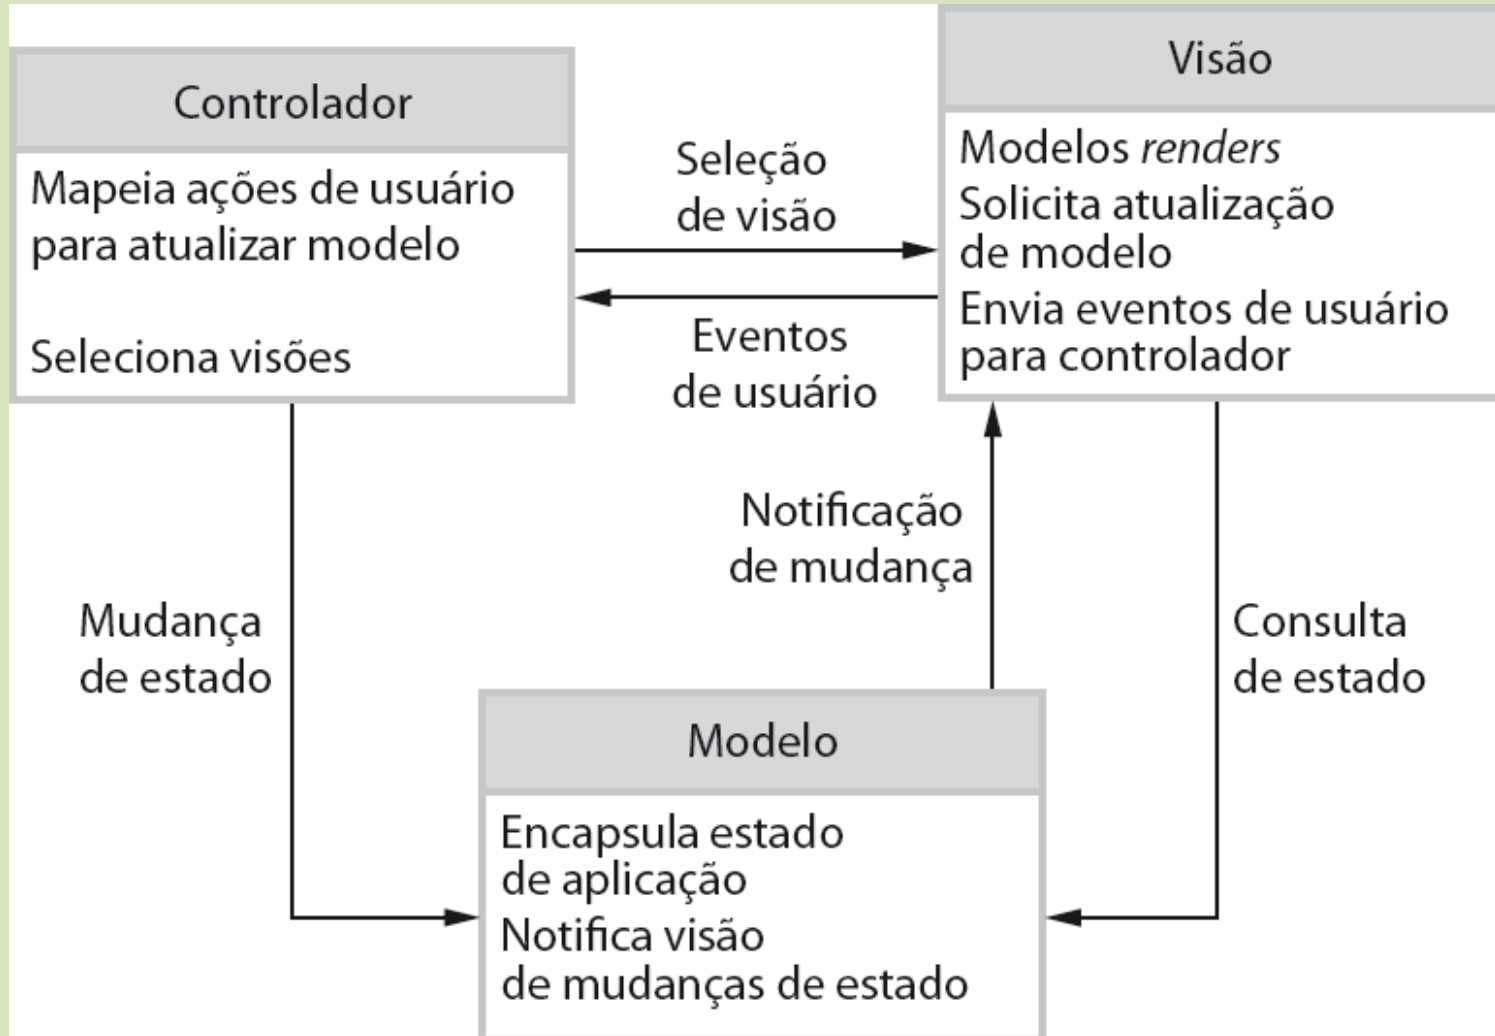 Controlador
Mapeia ações de usuário
para atualizar modelo
Seleciona visões
Seleção
de visão
Eventos
de usuário
Visão
Modelos renders
Solicita atualização
de modelo
Envia eventos de usuário
para controlador
Notificação
de mudança
Mudança
de estado
Consulta
de estado
Modelo
Encapsula estado
de aplicação
Notifica visão
de mudanças de estado